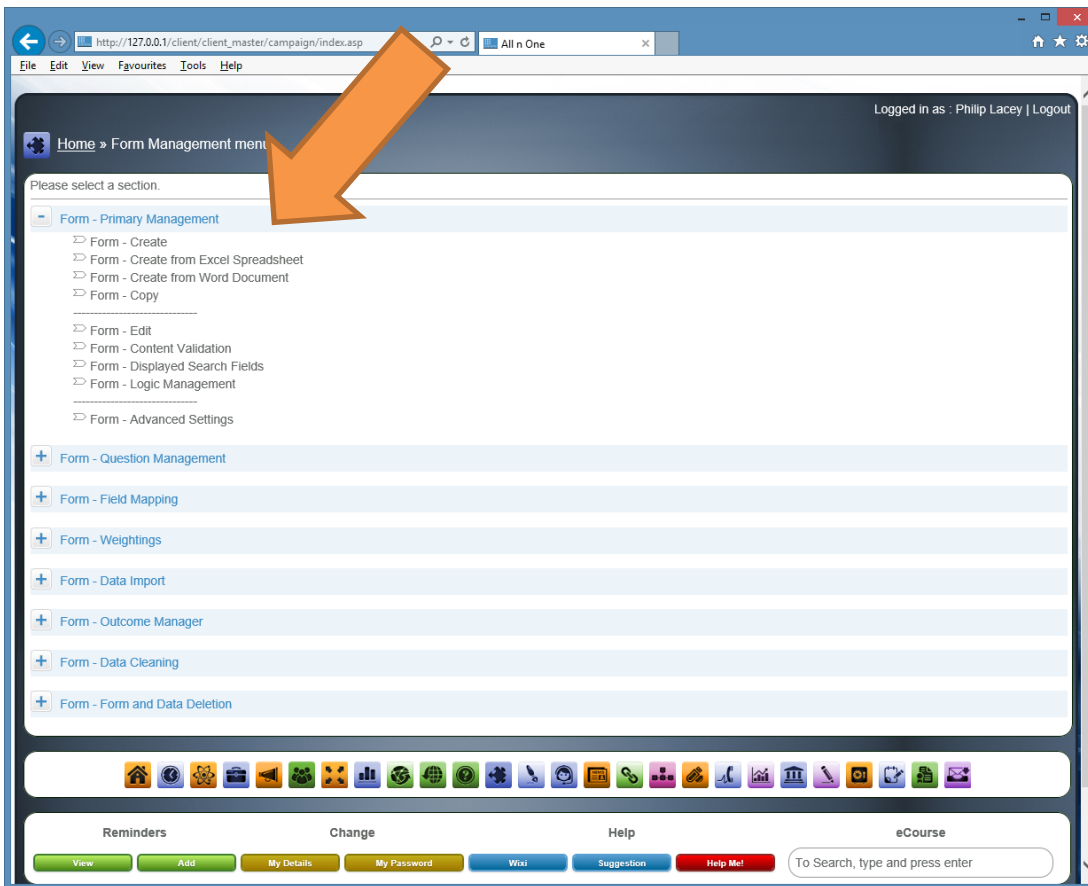 http://127.0.0.1/client/client_master/campaign/index.asp
All n One
File Edit View Favourites Tools Help
Logged in as : Philip Lacey | Logout
Home » Form Management menu
Please select a section.
Form - Primary Management
Form - Create
Form - Create from Excel Spreadsheet
Form - Create from Word Document
Form - Copy
------------------------------
Form - Edit
Form - Content Validation
Form - Displayed Search Fields
Form - Logic Management
------------------------------
Form - Advanced Settings
Form - Question Management
Form - Field Mapping
Form - Weightings
Form - Data Import
Form - Outcome Manager
Form - Data Cleaning
Form - Form and Data Deletion
Reminders Change Help eCourse
View Add My Details My Password Wixi Suggestion Help Me! To Search, type and press enter